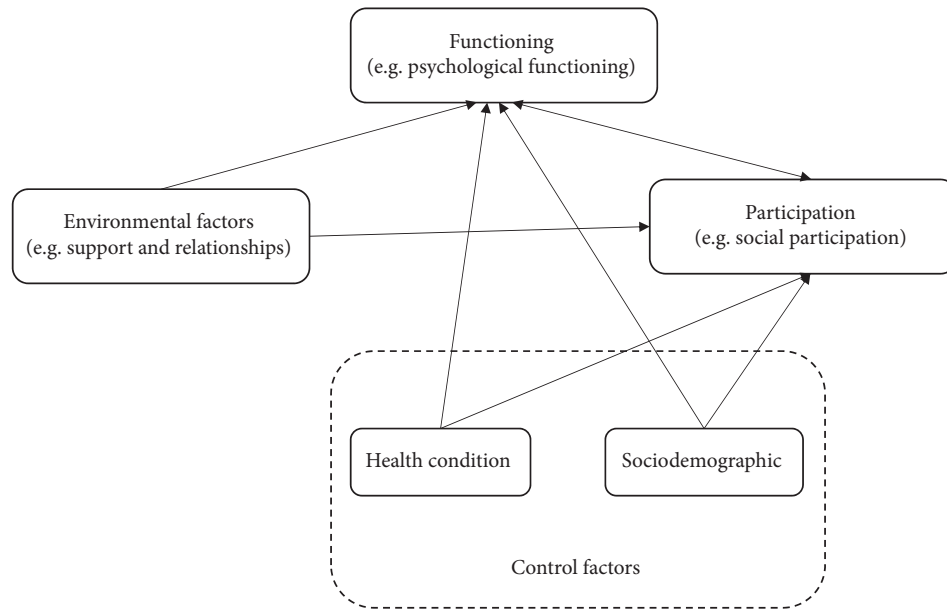 Functioning
(e.g. psychological functioning)
Environmental factors
(e.g. support and relationships)
Participation
(e.g. social participation)
Health condition
Sociodemographic
Control factors